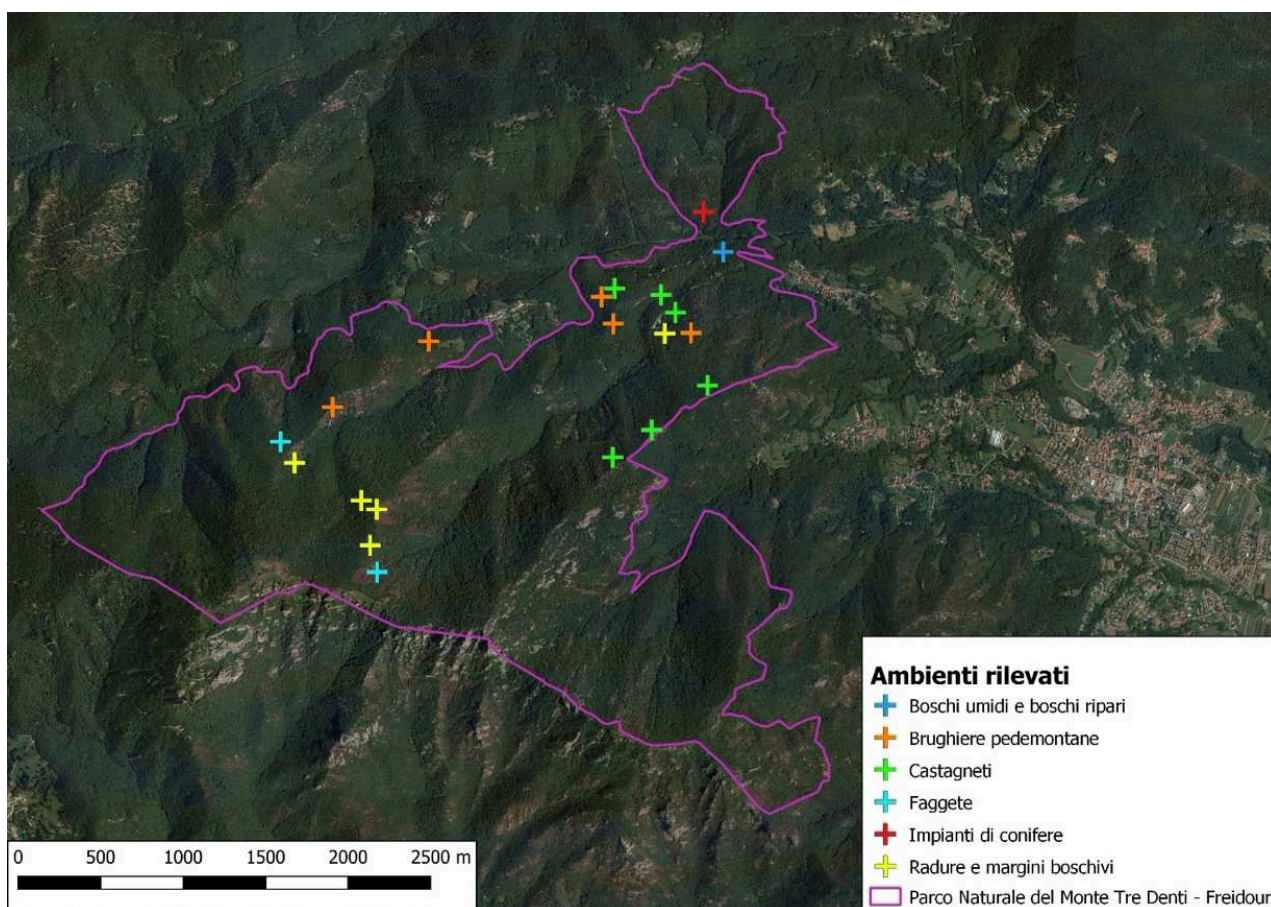 Ambienti rilevati
Boschi umidi e boschi ripari
Brughiere pedemontane
Castagneti
Faggete
Impianti di conifere
Radure e margini boschivi
Parco Naturale del Monte Tre Denti - Freidour
0 500 1000 1500 2000 2500 m